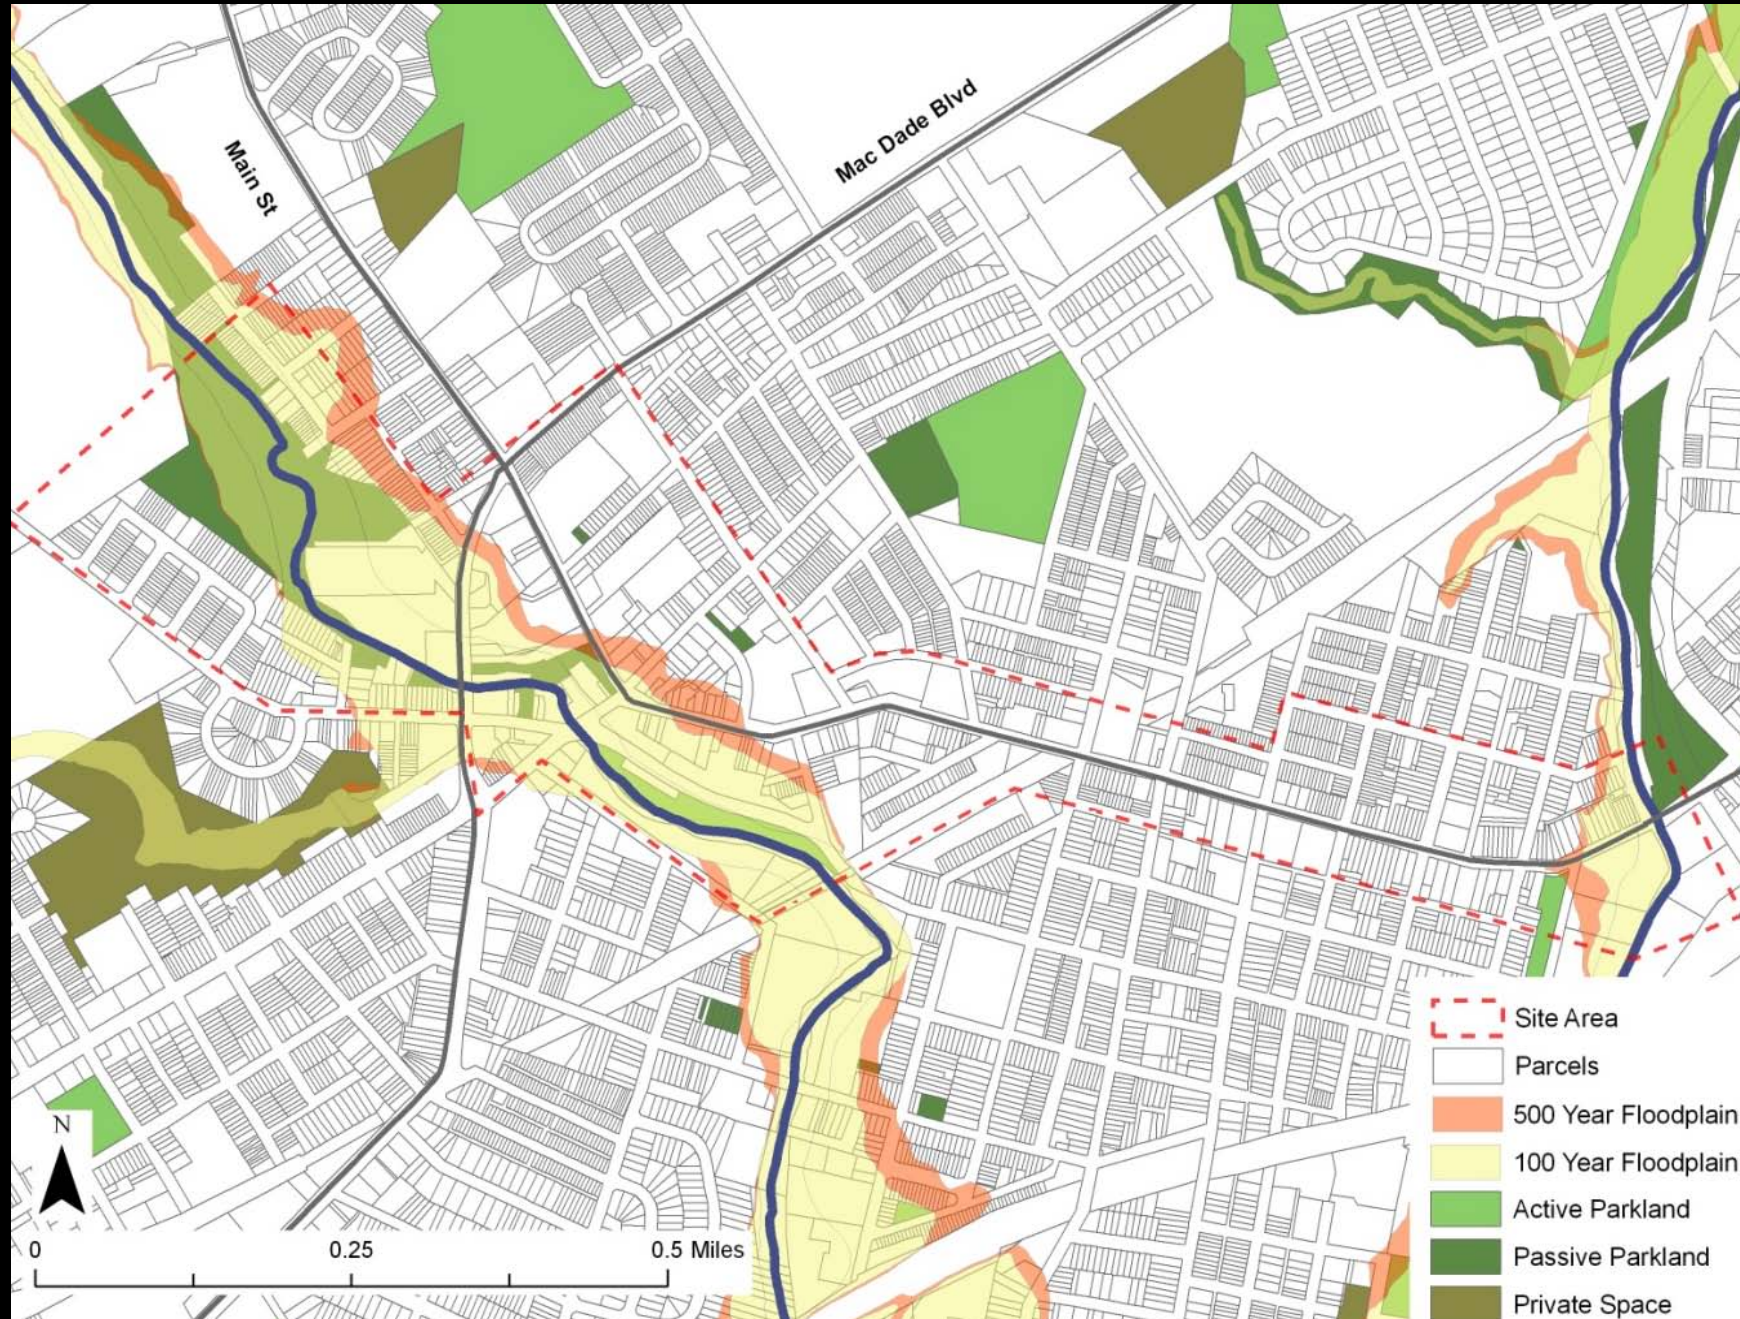 Main St
Mac Dade Blvd
N
0 0.25 0.5 Miles
Site Area
Parcels
500 Year Floodplain
100 Year Floodplain
Active Parkland
Passive Parkland
Private Space